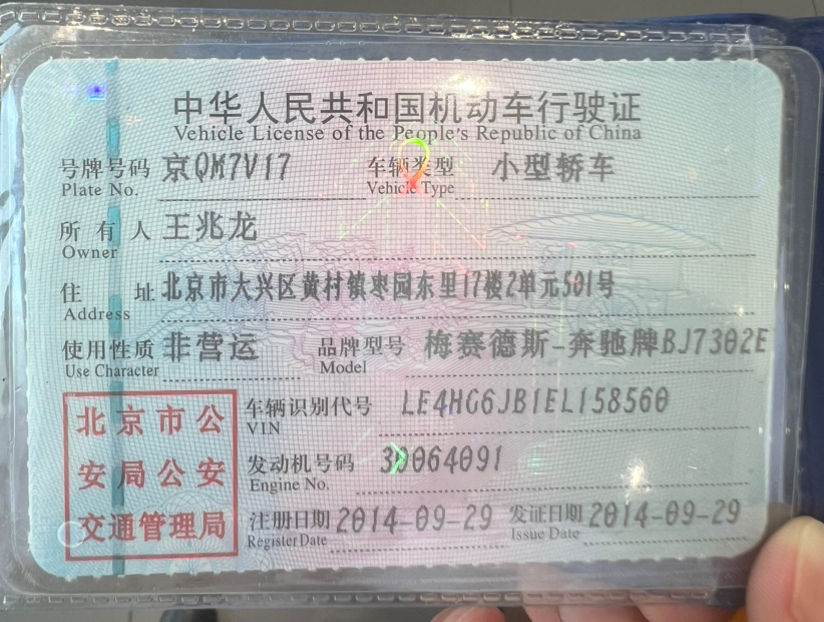 中华人民共和国机动车行驶证
Vehicle License of the People's Republic of China
号牌号码 京QM7V17 车辆类型 小型轿车
Plate No. Vehicle Type
所有人 王兆龙
Owner
住址 北京市大兴区黄村镇枣园东里17楼2单元501号
Address
使用性质 非营运 品牌型号 梅赛德斯-奔驰牌BJ7302E
Use Character Model
北京市公
安局公安
交通管理局
车辆识别代号 LE4HG6JB1EL158560
VIN
发动机号码 30064091
Engine No.
注册日期 2014-09-29 发证日期 2014-09-29
Register Date Issue Date